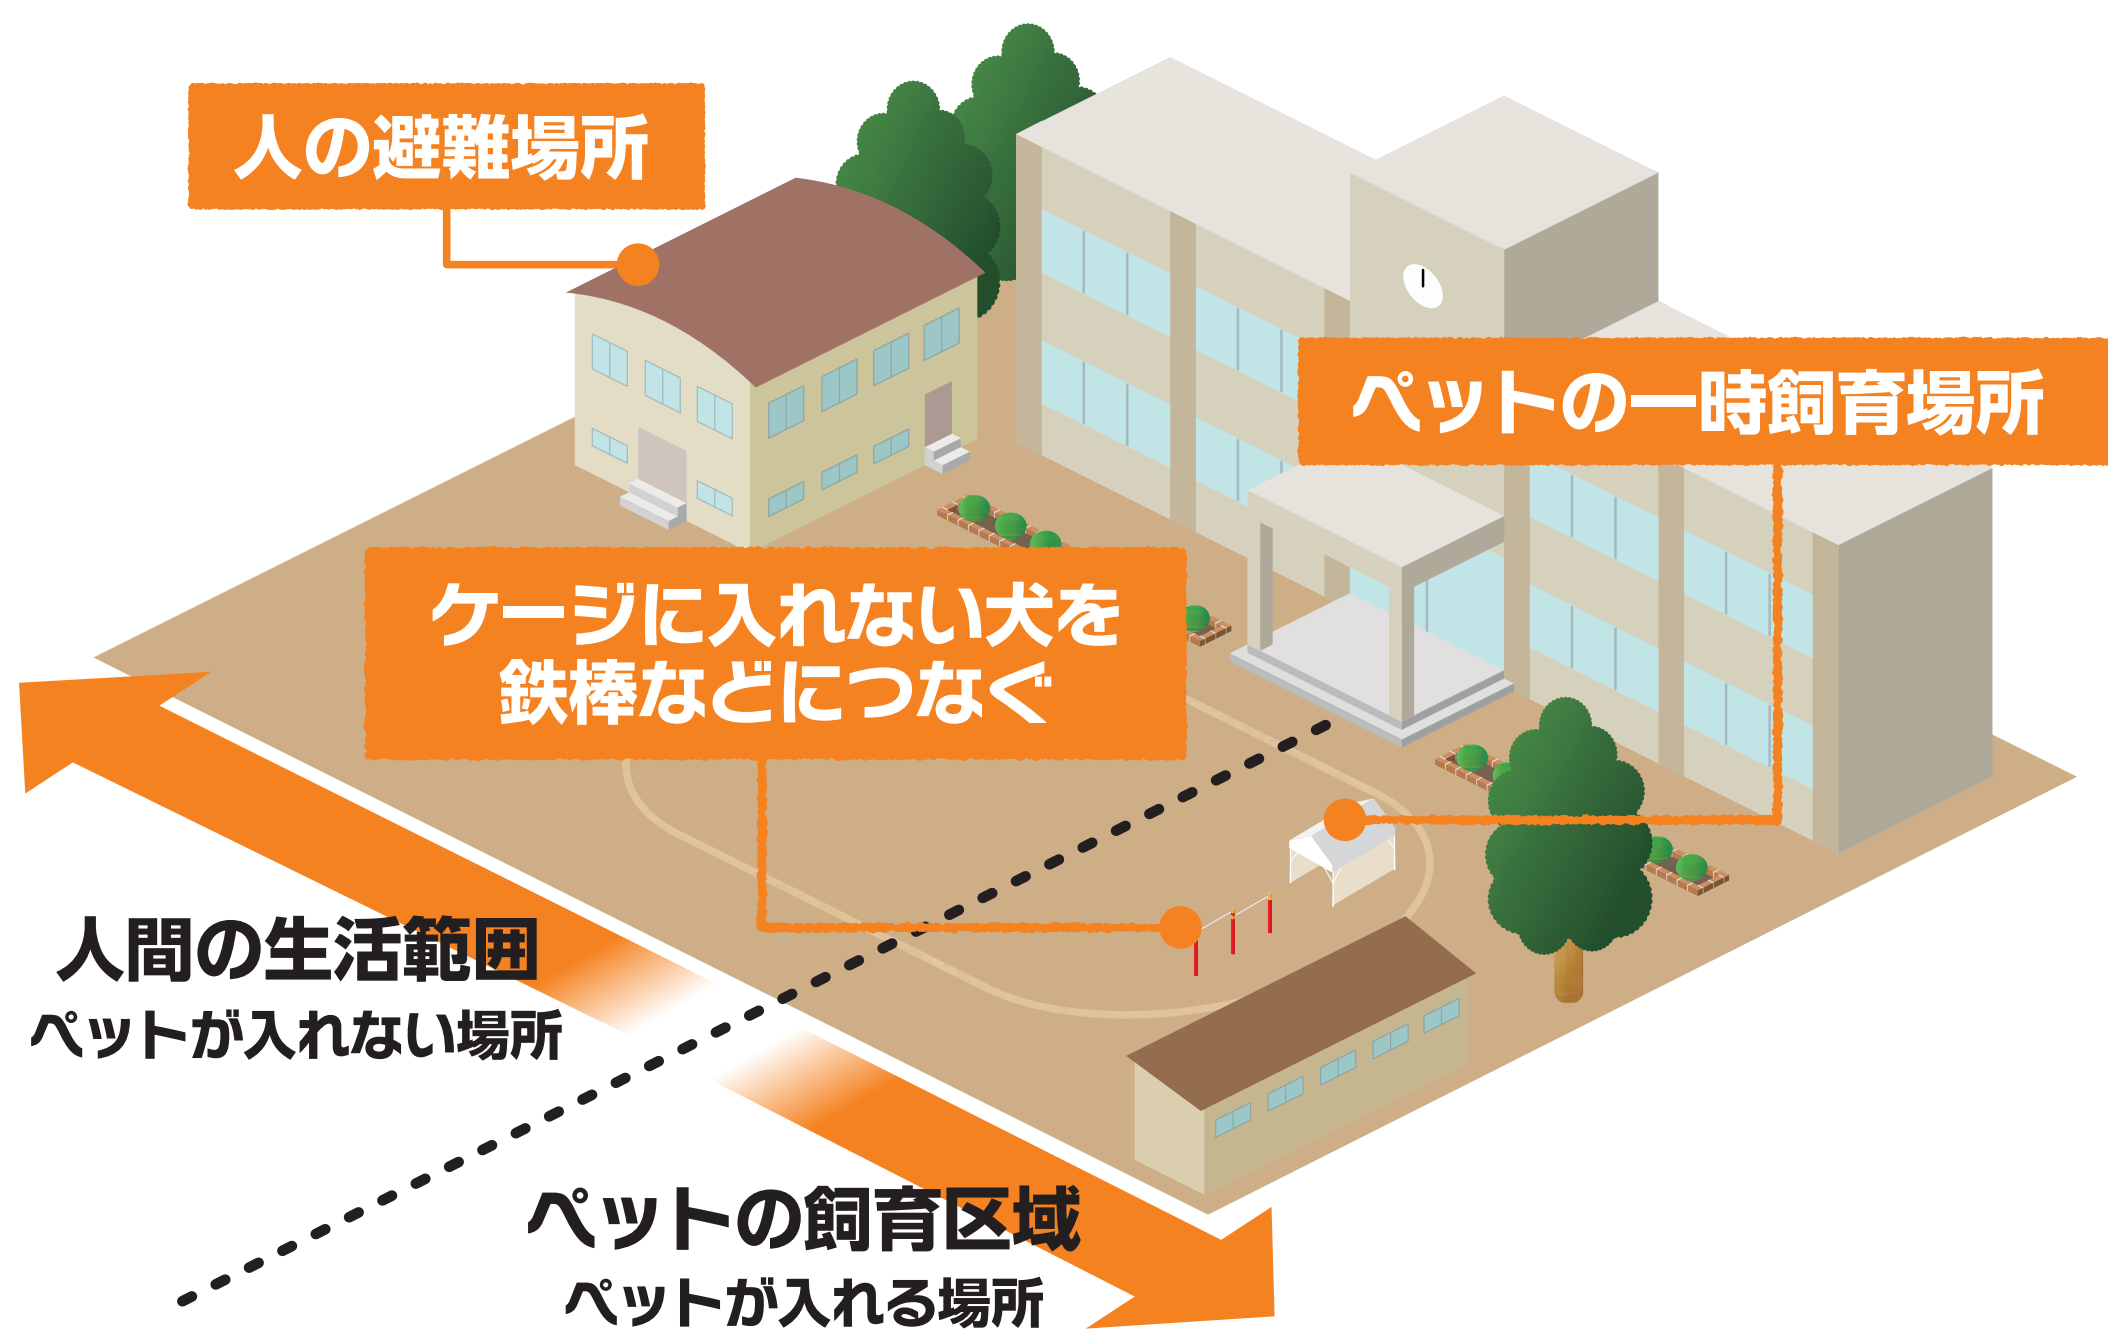 人の避難場所
ペットの一時飼育場所
ケージに入れない犬を
鉄棒などにつなぐ
人間の生活範囲
ペットが入れない場所
ペットの飼育区域
ペットが入れる場所